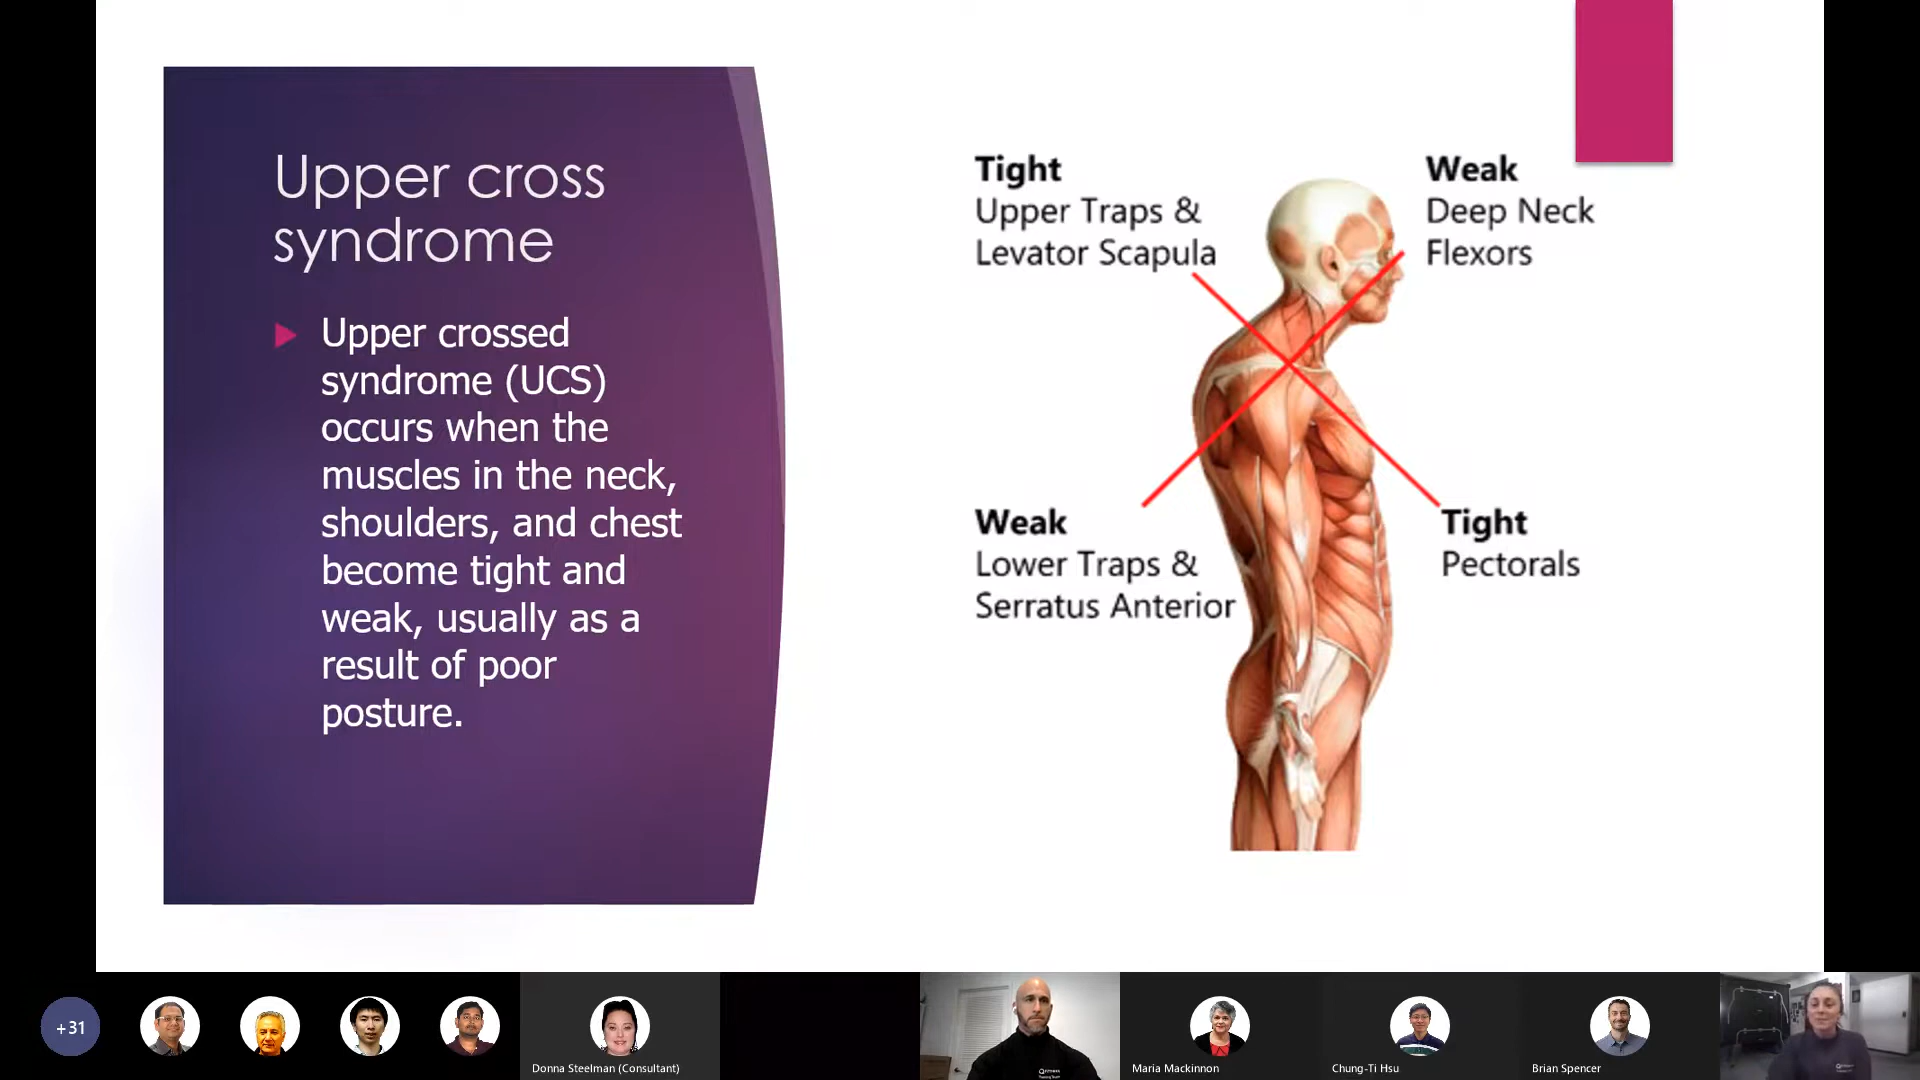 Upper cross
syndrome
Upper crossed
syndrome (UCS)
occurs when the
muscles in the neck,
shoulders, and chest
become tight and
weak, usually as a
result of poor
posture.
Tight
Upper Traps &
Levator Scapula
Weak
Deep Neck
Flexors
Weak
Lower Traps &
Serratus Anterior
Tight
Pectorals
+31
Donna Steelman (Consultant)
Maria Mackinnon
Chung-Ti Hsu
Brian Spencer